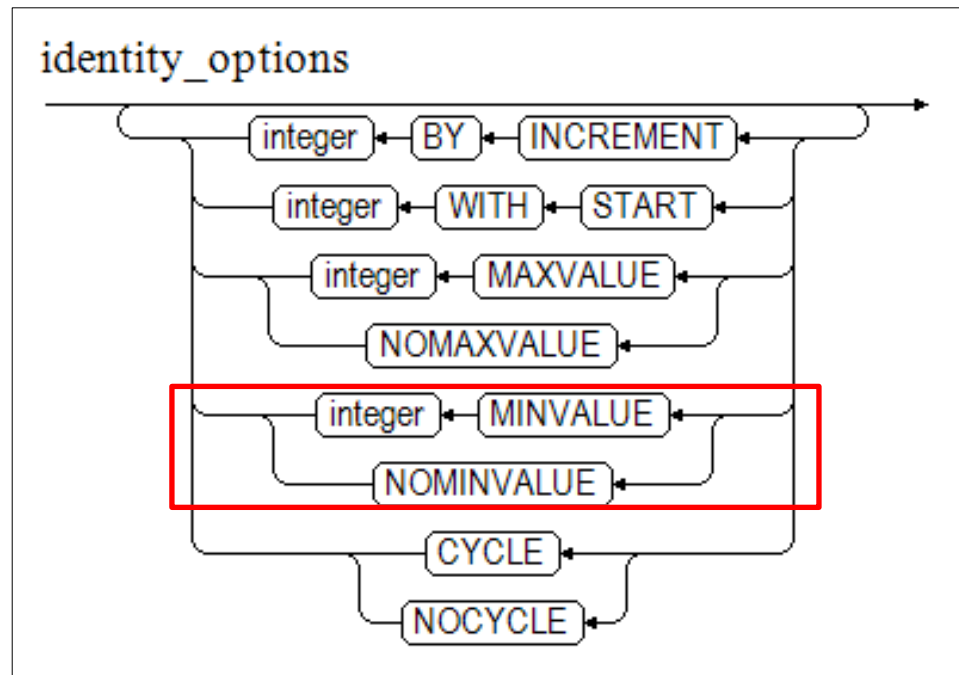 identity_options
integer BY INCREMENT
integer WITH START
integer MAXVALUE
NOMAXVALUE
integer MINVALUE
NOMINVALUE
CYCLE
NOCYCLE